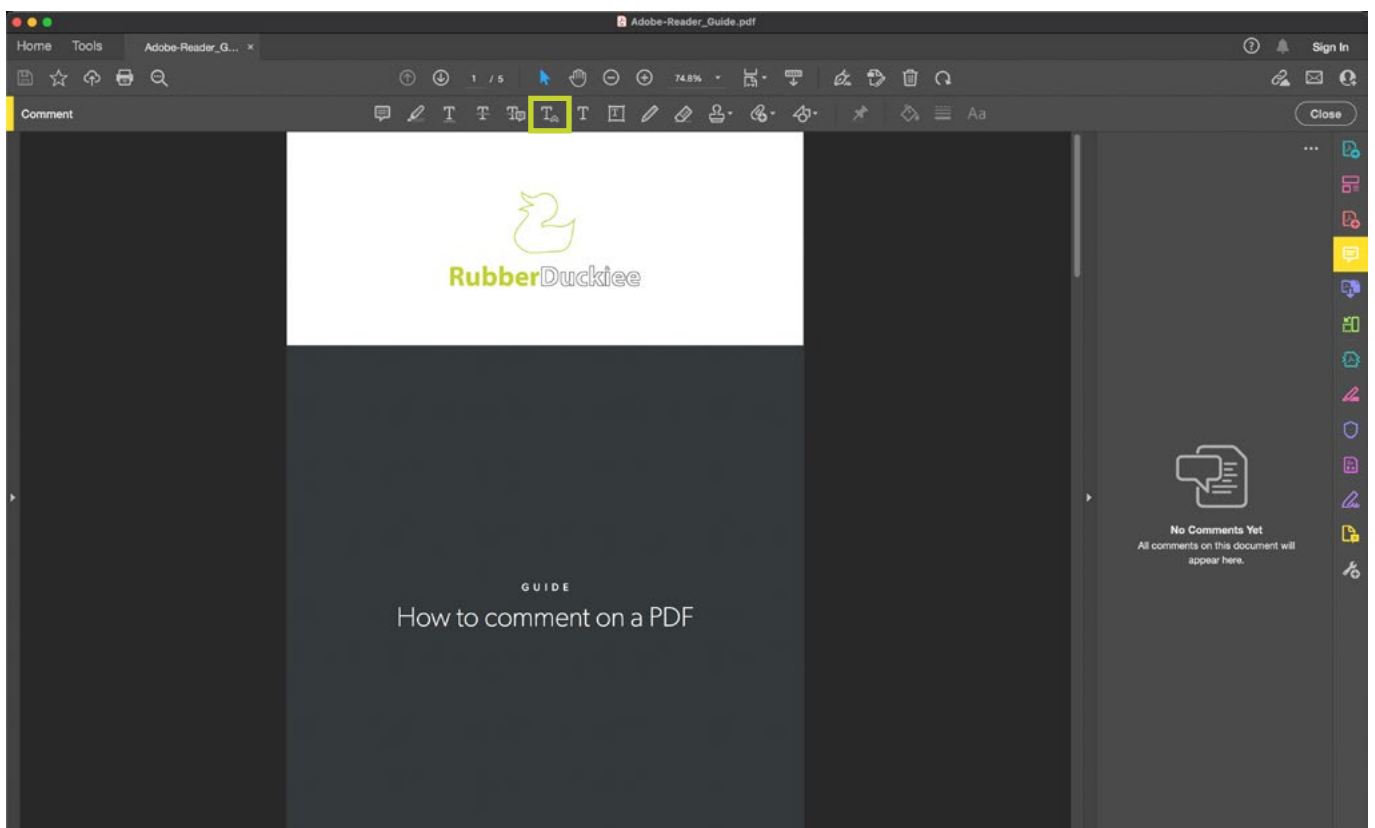 Adobe-Reader_Guide.pdf
Home Tools Adobe-Reader_G... × Sign In
1 / 5 74.8%
Comment Aa Close
RubberDuckiee
No Comments Yet
All comments on this document will
appear here.
GUIDE
How to comment on a PDF